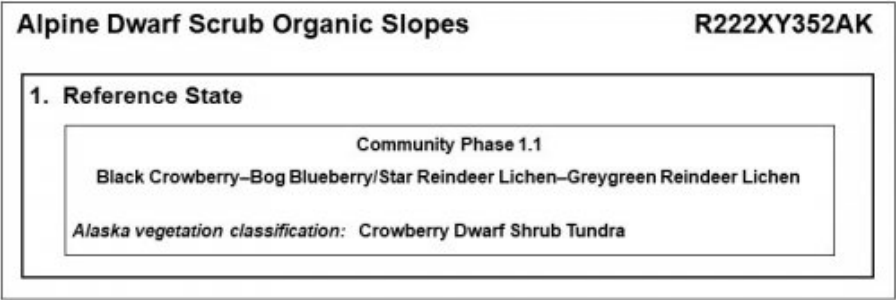 Alpine Dwarf Scrub Organic Slopes R222XY352AK
1. Reference State
Community Phase 1.1
Black Crowberry–Bog Blueberry/Star Reindeer Lichen–Greygreen Reindeer Lichen
Alaska vegetation classification: Crowberry Dwarf Shrub Tundra